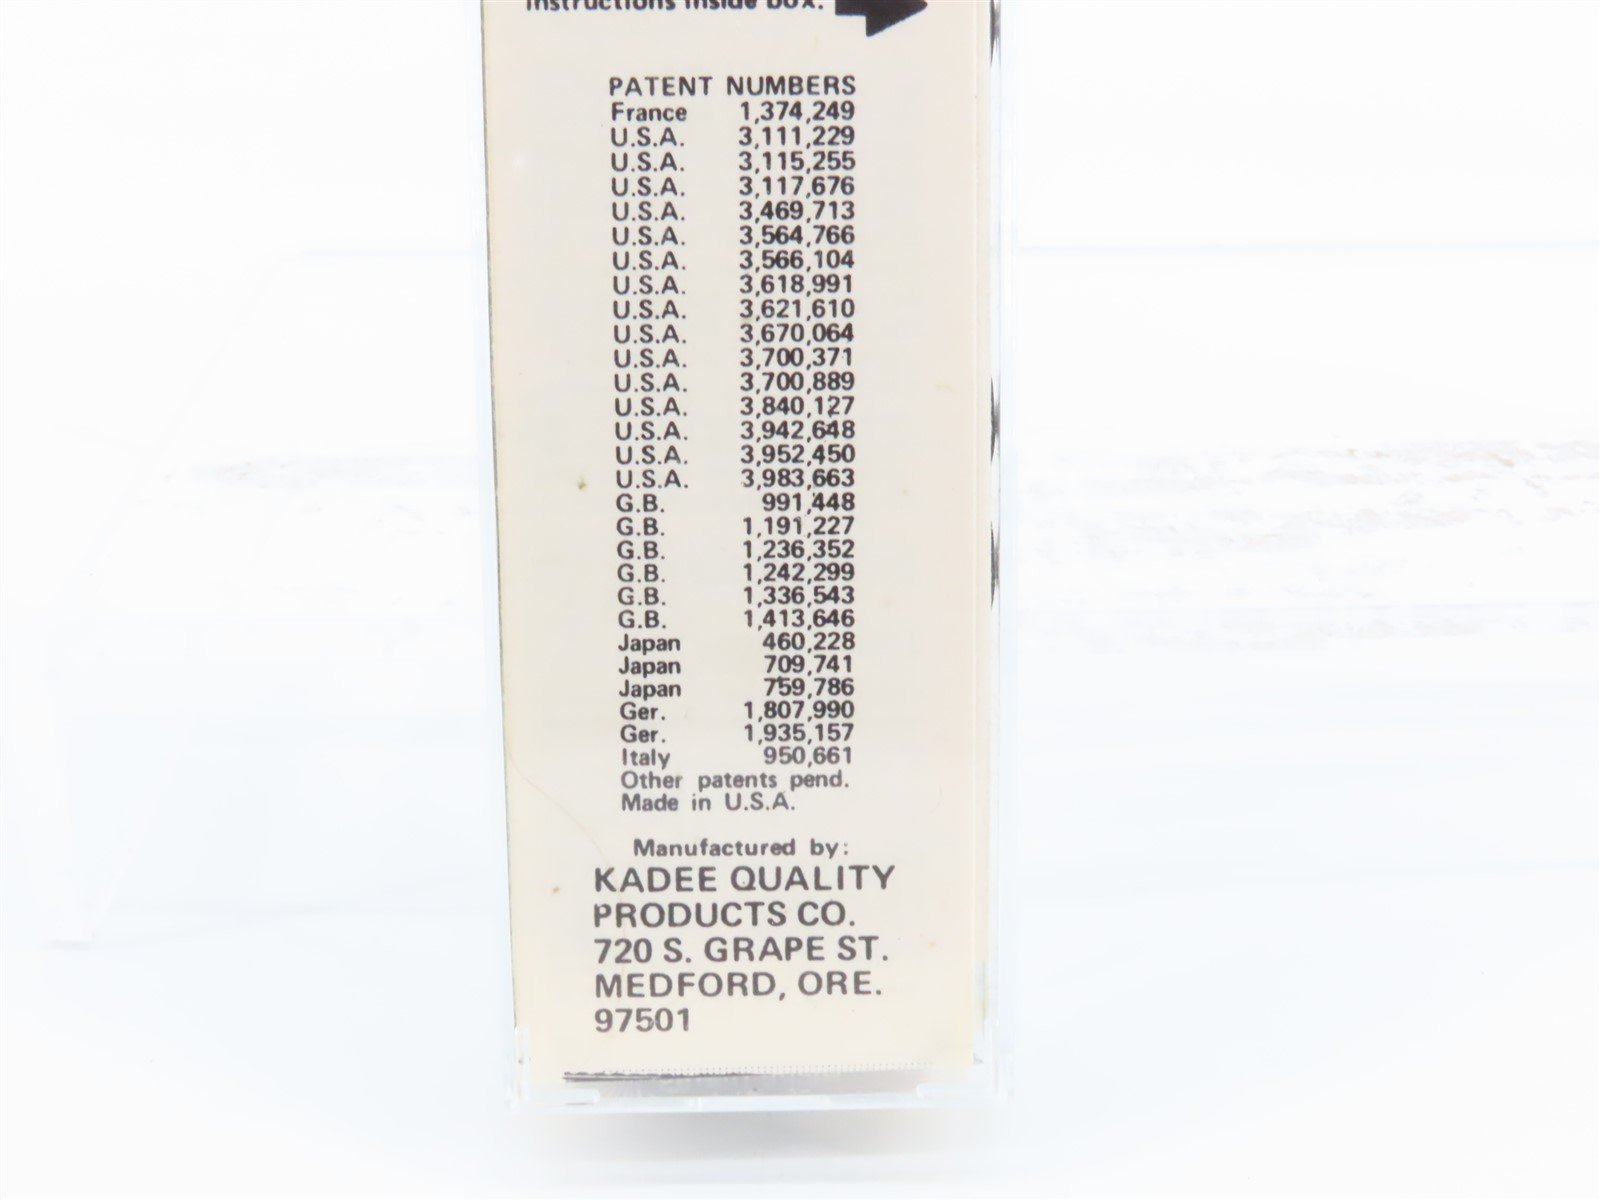 instructions inside box.
PATENT NUMBERS
France 1,374,249
U.S.A. 3,111,229
U.S.A. 3,115,255
U.S.A. 3,117,676
U.S.A. 3,469,713
U.S.A. 3,564,766
U.S.A. 3,566,104
U.S.A. 3,618,991
U.S.A. 3,621,610
U.S.A. 3,670,064
U.S.A. 3,700,371
U.S.A. 3,700,889
U.S.A. 3,840,127
U.S.A. 3,942,648
U.S.A. 3,952,450
U.S.A. 3,983,663
G.B. 991,448
G.B. 1,191,227
G.B. 1,236,352
G.B. 1,242,299
G.B. 1,336,543
G.B. 1,413,646
Japan 460,228
Japan 709,741
Japan 759,786
Ger. 1,807,990
Ger. 1,935,157
Italy 950,661
Other patents pend.
Made in U.S.A.
Manufactured by:
KADEE QUALITY
PRODUCTS CO.
720 S. GRAPE ST.
MEDFORD, ORE.
97501